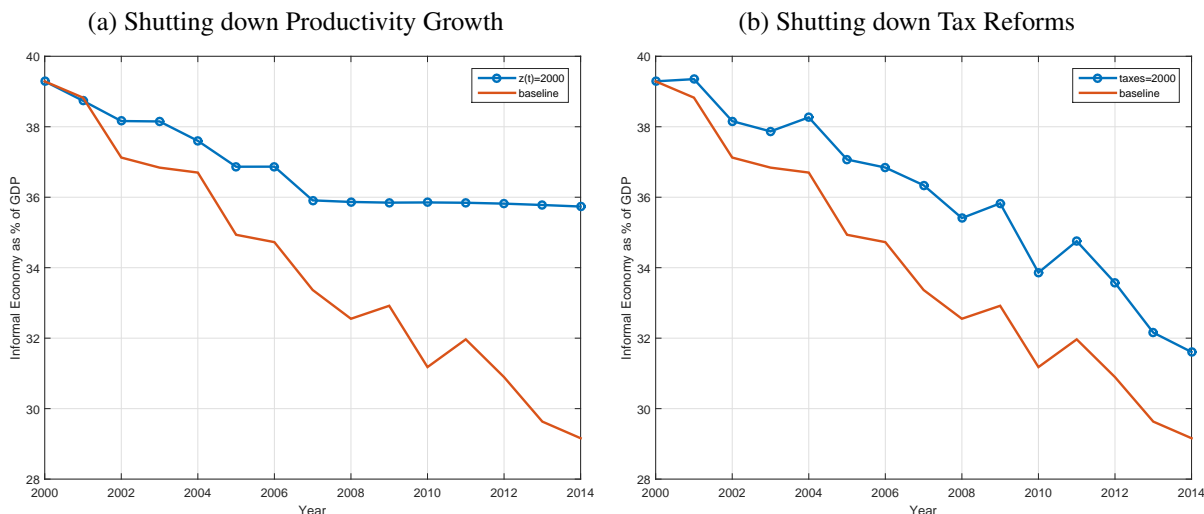 (a) Shutting down Productivity Growth
40
38
36
34
32
30
28
Informal Economy as % of GDP
z(t)=2000
baseline
2000 2002 2004 2006 2008 2010 2012 2014
Year
(b) Shutting down Tax Reforms
40
38
36
34
32
30
28
Informal Economy as % of GDP
taxes=2000
baseline
2000 2002 2004 2006 2008 2010 2012 2014
Year